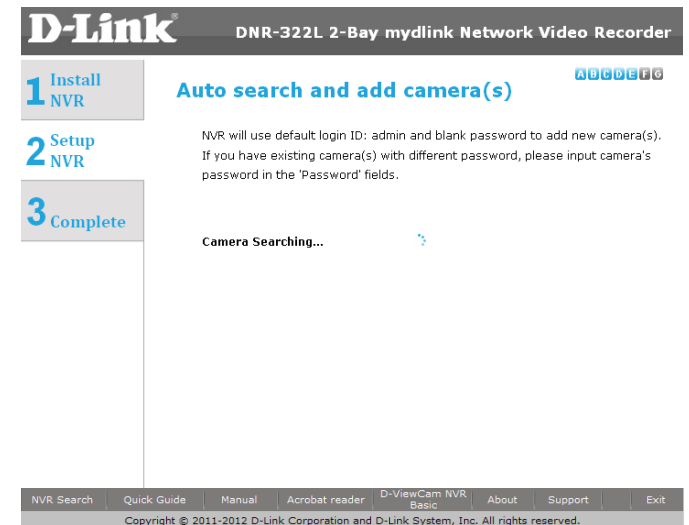 D-Link®
DNR-322L 2-Bay mydlink Network Video Recorder
1 Install
NVR
2 Setup
NVR
3 Complete
A B C D E F G
Auto search and add camera(s)
NVR will use default login ID: admin and blank password to add new camera(s).
If you have existing camera(s) with different password, please input camera's
password in the 'Password' fields.
Camera Searching...
NVR Search Quick Guide Manual Acrobat reader D-ViewCam NVR
Basic About Support Exit
Copyright © 2011-2012 D-Link Corporation and D-Link System, Inc. All rights reserved.